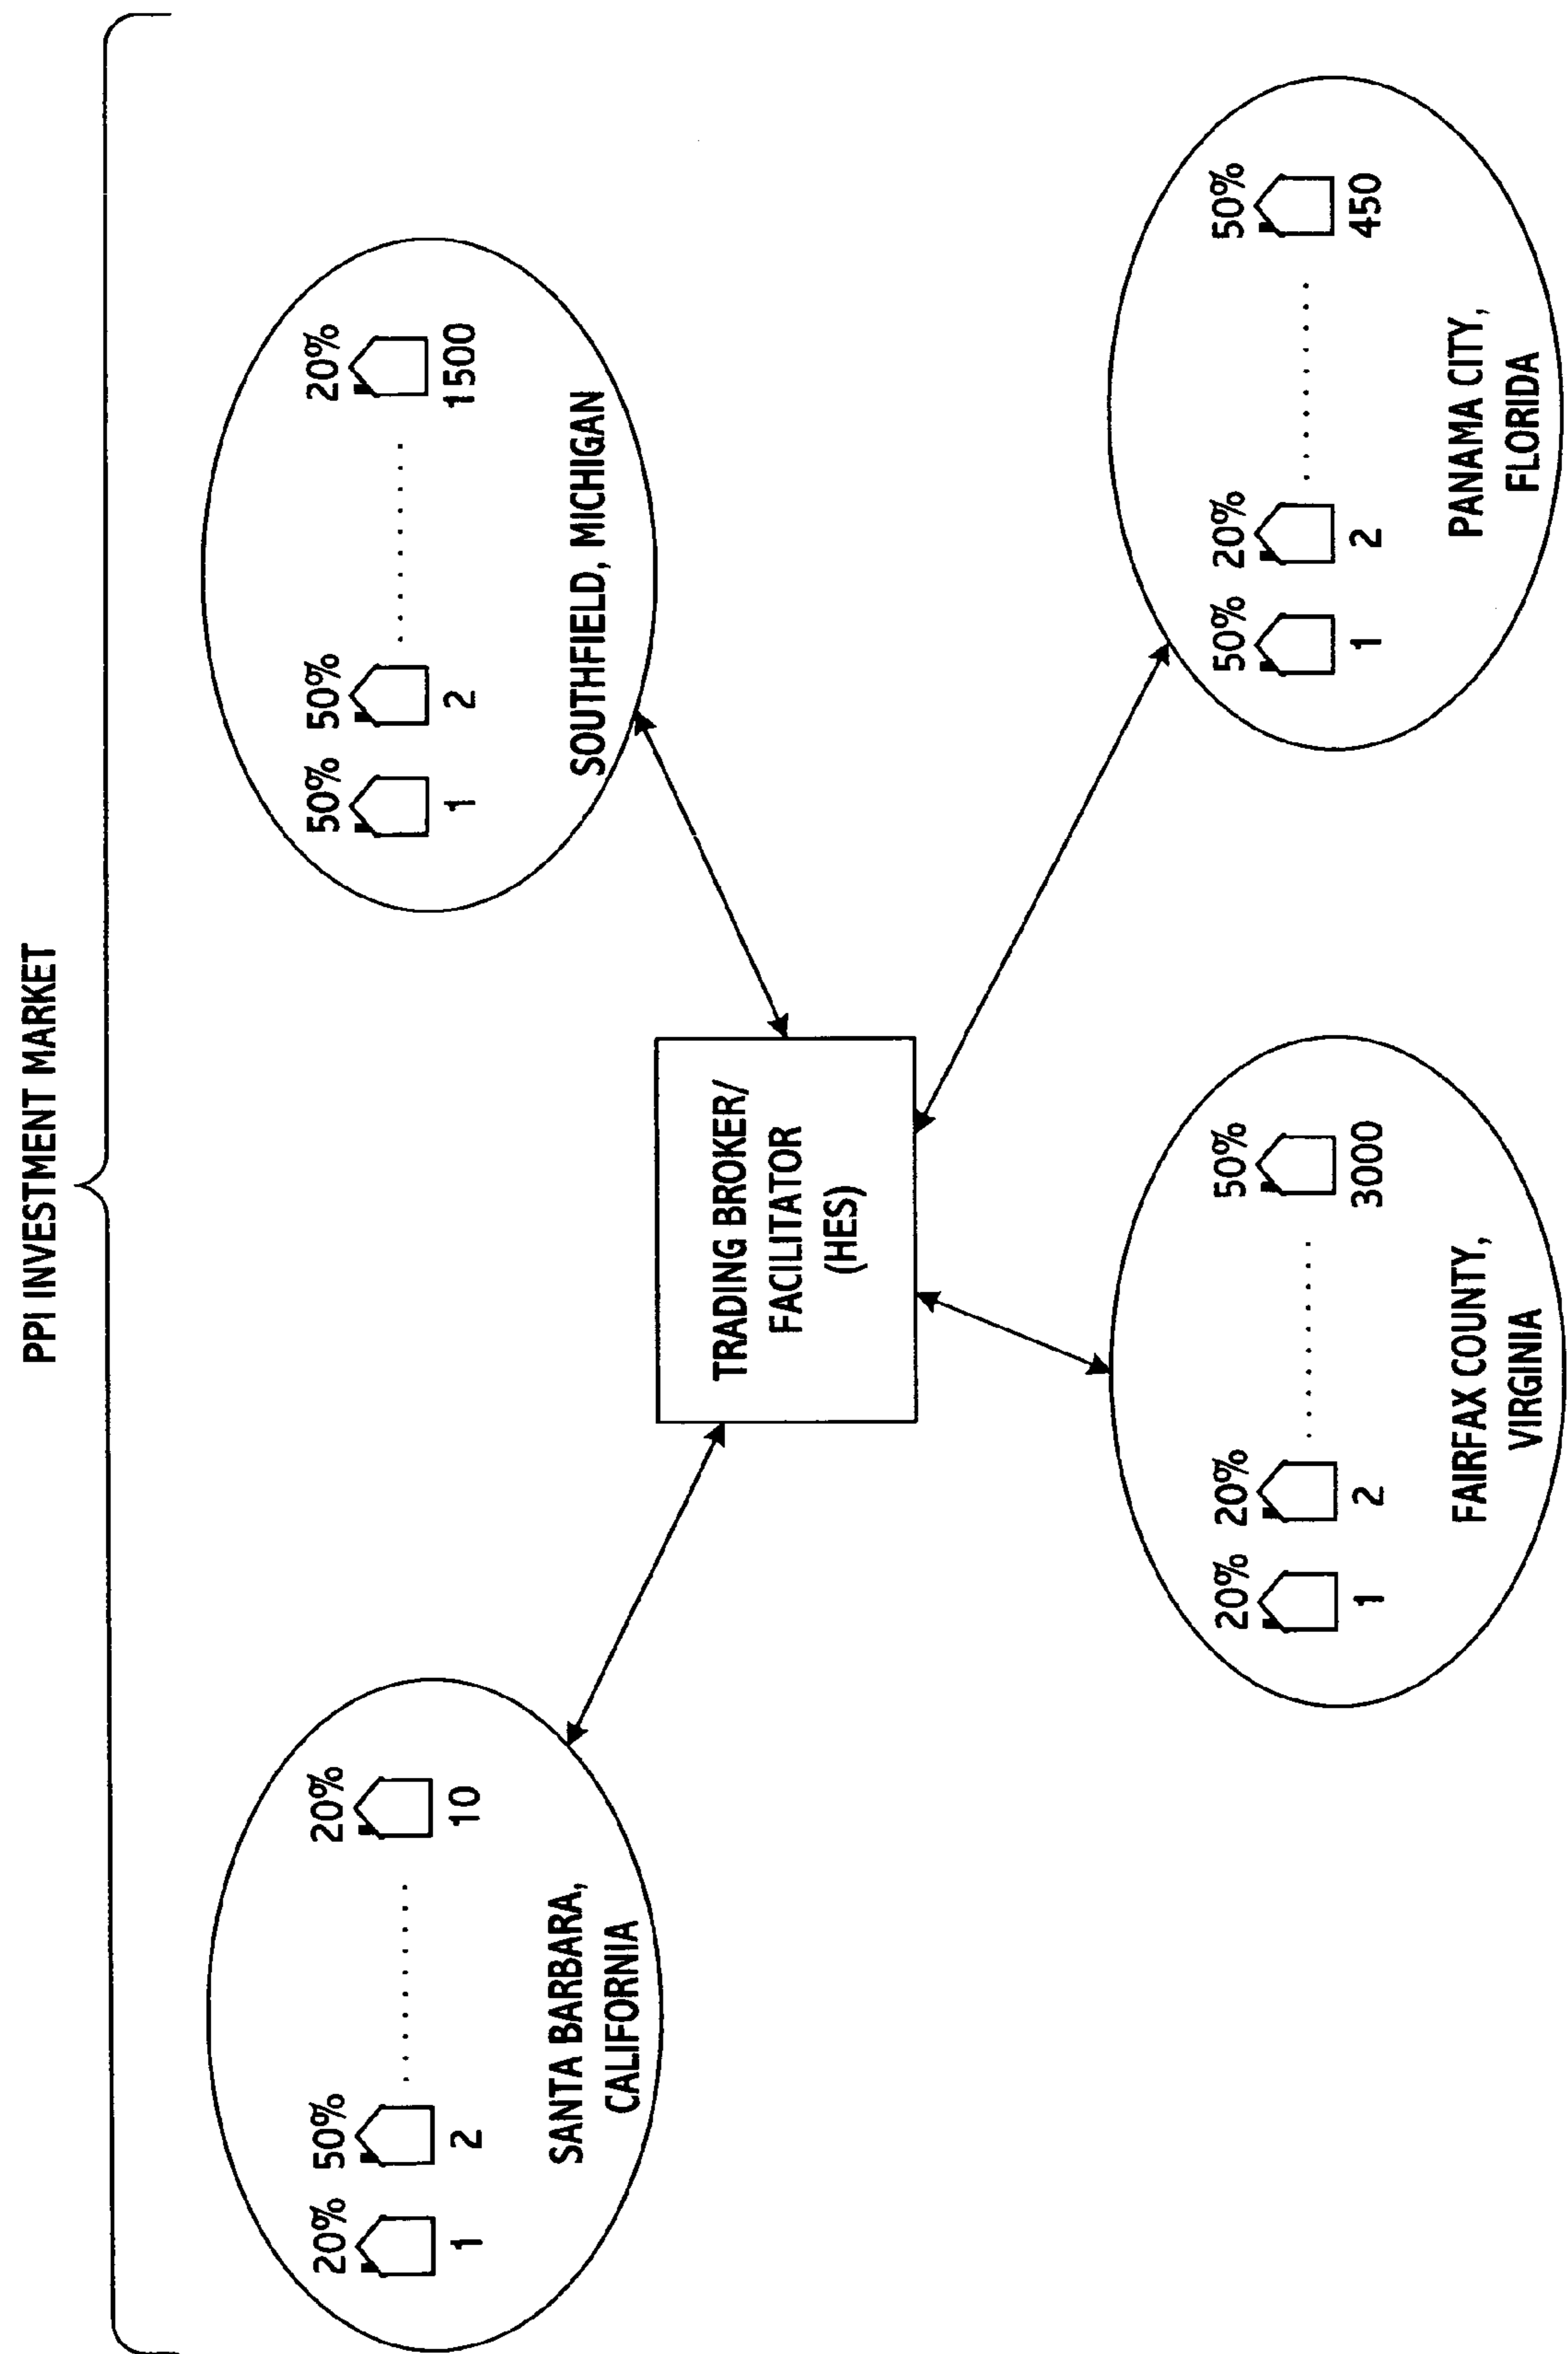 PPI INVESTMENT MARKET
20% 50% 20%
1 2 10
SANTA BARBARA,
CALIFORNIA
50% 50% 20%
1 2 1500
SOUTHFIELD, MICHIGAN
TRADING BROKER/
FACILITATOR
(HES)
20% 20% 50%
1 2 3000
FAIRFAX COUNTY,
VIRGINIA
50% 20% 50%
1 2 450
PANAMA CITY,
FLORIDA